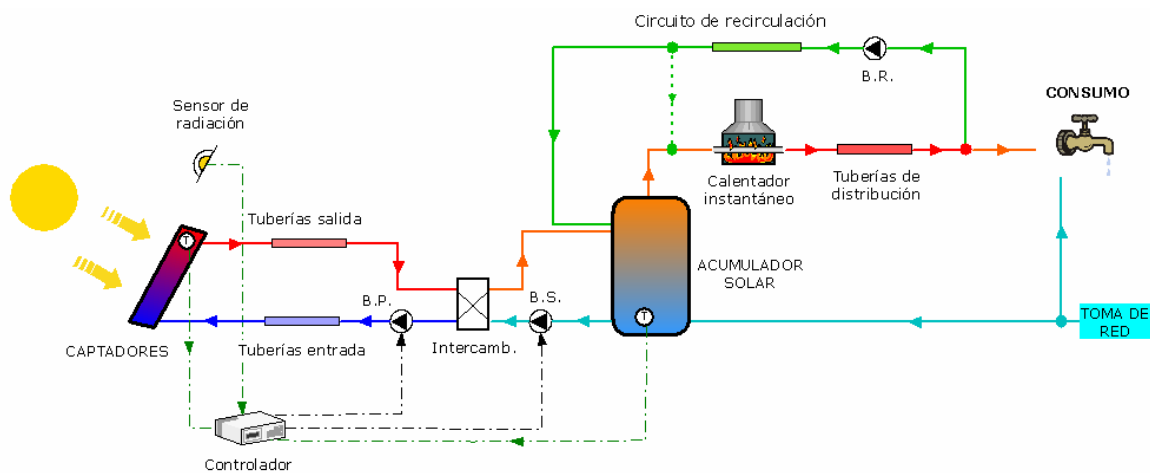 Circuito de recirculación
B.R.
Sensor de
radiación
CONSUMO
Calentador
instantáneo
Tuberías de
distribución
Tuberías salida
T
ACUMULADOR
SOLAR
B.P.
B.S.
T
TOMA DE
RED
CAPTADORES
Tuberías entrada
Intercamb.
Controlador